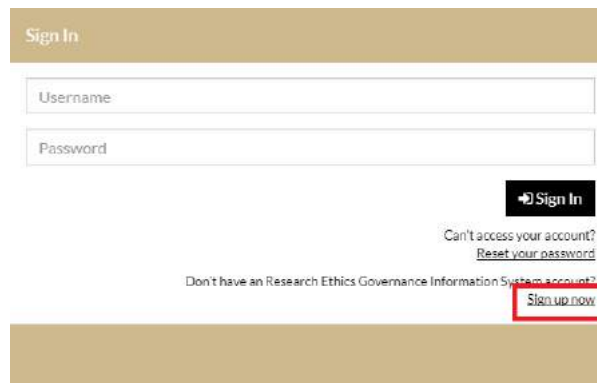 Sign In
Username
Password
Sign In
Can't access your account?
Reset your password
Don't have an Research Ethics Governance Information System account?
Sign up now